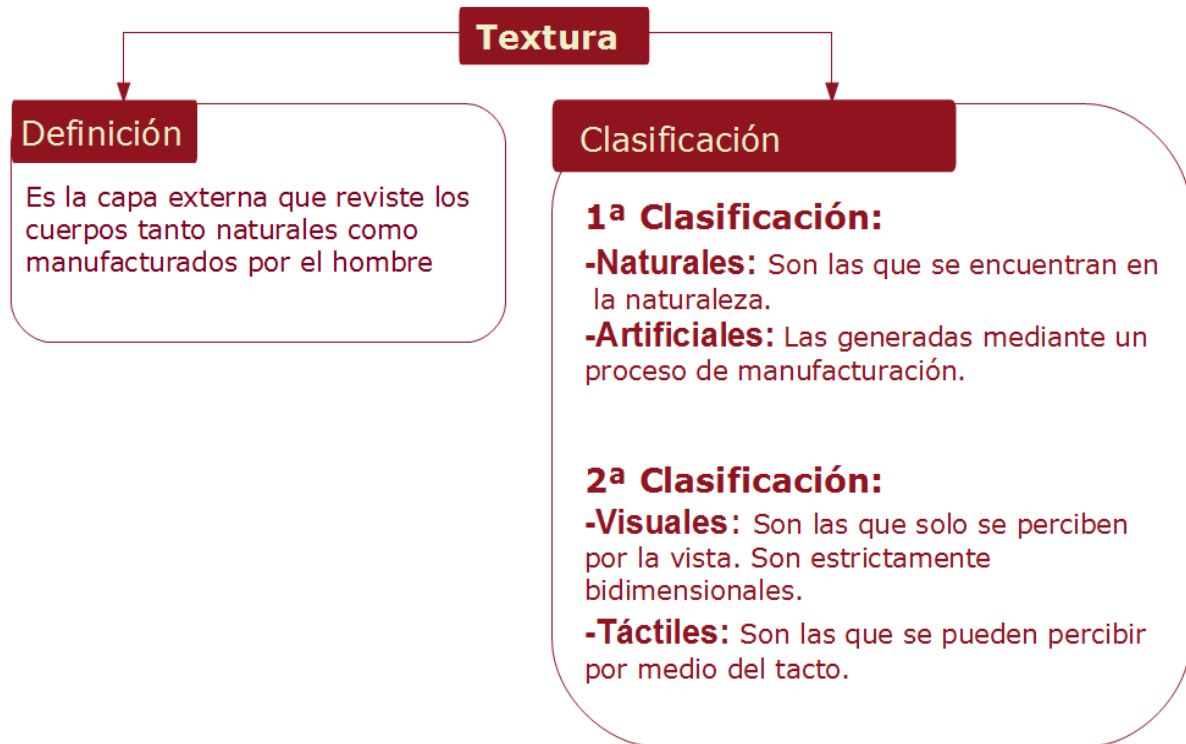 Textura
Definición
Es la capa externa que reviste los
cuerpos tanto naturales como
manufacturados por el hombre
Clasificación
1ª Clasificación:
-Naturales: Son las que se encuentran en
la naturaleza.
-Artificiales: Las generadas mediante un
proceso de manufacturación.
2ª Clasificación:
-Visuales: Son las que solo se perciben
por la vista. Son estrictamente
bidimensionales.
-Táctiles: Son las que se pueden percibir
por medio del tacto.